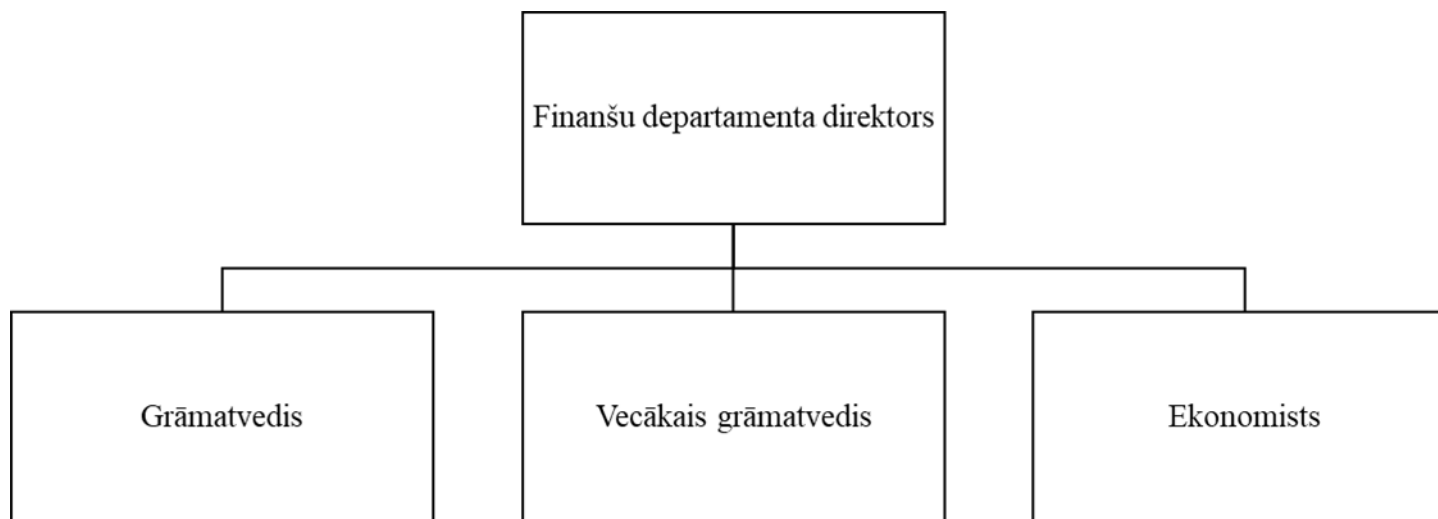 Finanšu departamenta direktors
Grāmatvedis
Vecākais grāmatvedis
Ekonomists